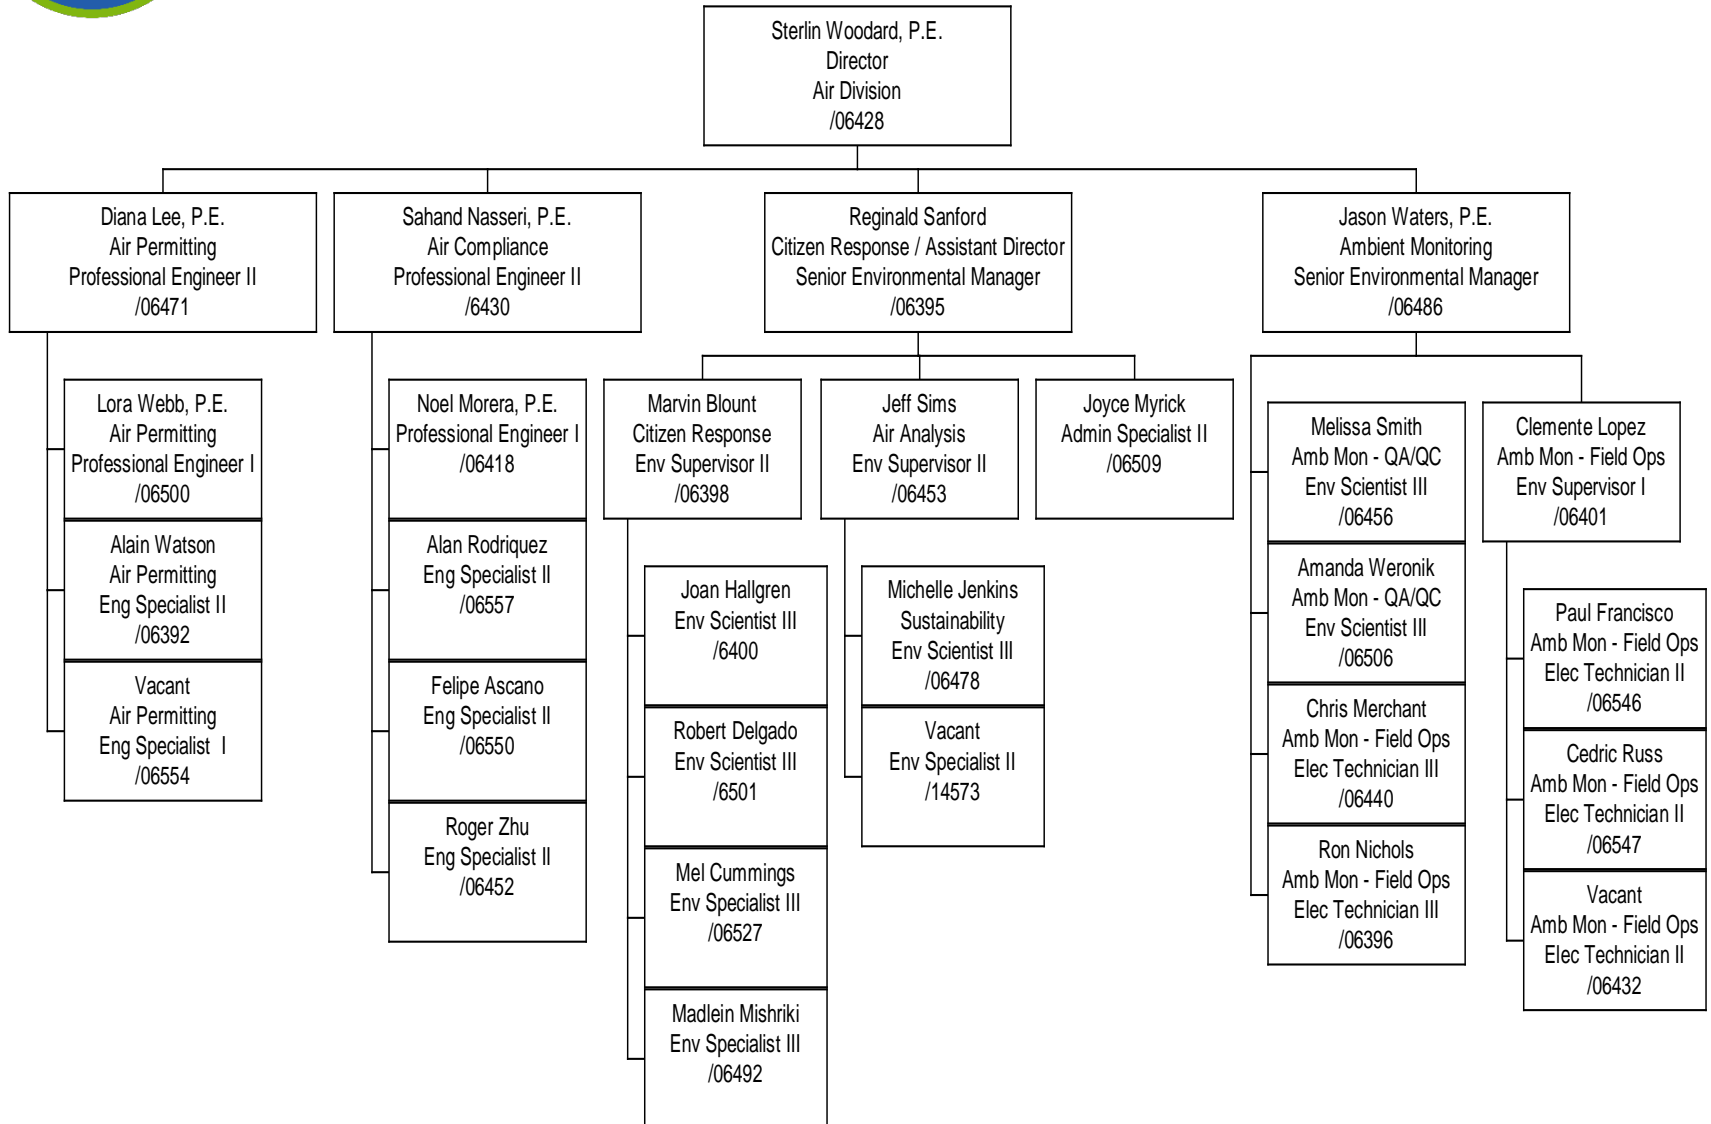 Sterlin Woodard, P.E.
Director
Air Division
/06428
Diana Lee, P.E.
Air Permitting
Professional Engineer II
/06471
Sahand Nasseri, P.E.
Air Compliance
Professional Engineer II
/6430
Reginald Sanford
Citizen Response / Assistant Director
Senior Environmental Manager
/06395
Jason Waters, P.E.
Ambient Monitoring
Senior Environmental Manager
/06486
Lora Webb, P.E.
Air Permitting
Professional Engineer I
/06500
Alain Watson
Air Permitting
Eng Specialist II
/06392
Vacant
Air Permitting
Eng Specialist  I
/06554
Noel Morera, P.E.
Professional Engineer I
/06418
Alan Rodriquez
Eng Specialist II
/06557
Felipe Ascano
Eng Specialist II
/06550
Roger Zhu
Eng Specialist II
/06452
Marvin Blount
Citizen Response
Env Supervisor II
/06398
Joan Hallgren
Env Scientist III
/6400
Robert Delgado
Env Scientist III
/6501
Mel Cummings
Env Specialist III
/06527
Madlein Mishriki
Env Specialist III
/06492
Jeff Sims
Air Analysis
Env Supervisor II
/06453
Michelle Jenkins
Sustainability
Env Scientist III
/06478
Vacant
Env Specialist II
/14573
Joyce Myrick
Admin Specialist II
/06509
Melissa Smith
Amb Mon - QA/QC
Env Scientist III
/06456
Amanda Weronik
Amb Mon - QA/QC
Env Scientist III
/06506
Chris Merchant
Amb Mon - Field Ops
Elec Technician III
/06440
Ron Nichols
Amb Mon - Field Ops
Elec Technician III
/06396
Clemente Lopez
Amb Mon - Field Ops
Env Supervisor I
/06401
Paul Francisco
Amb Mon - Field Ops
Elec Technician II
/06546
Cedric Russ
Amb Mon - Field Ops
Elec Technician II
/06547
Vacant
Amb Mon - Field Ops
Elec Technician II
/06432